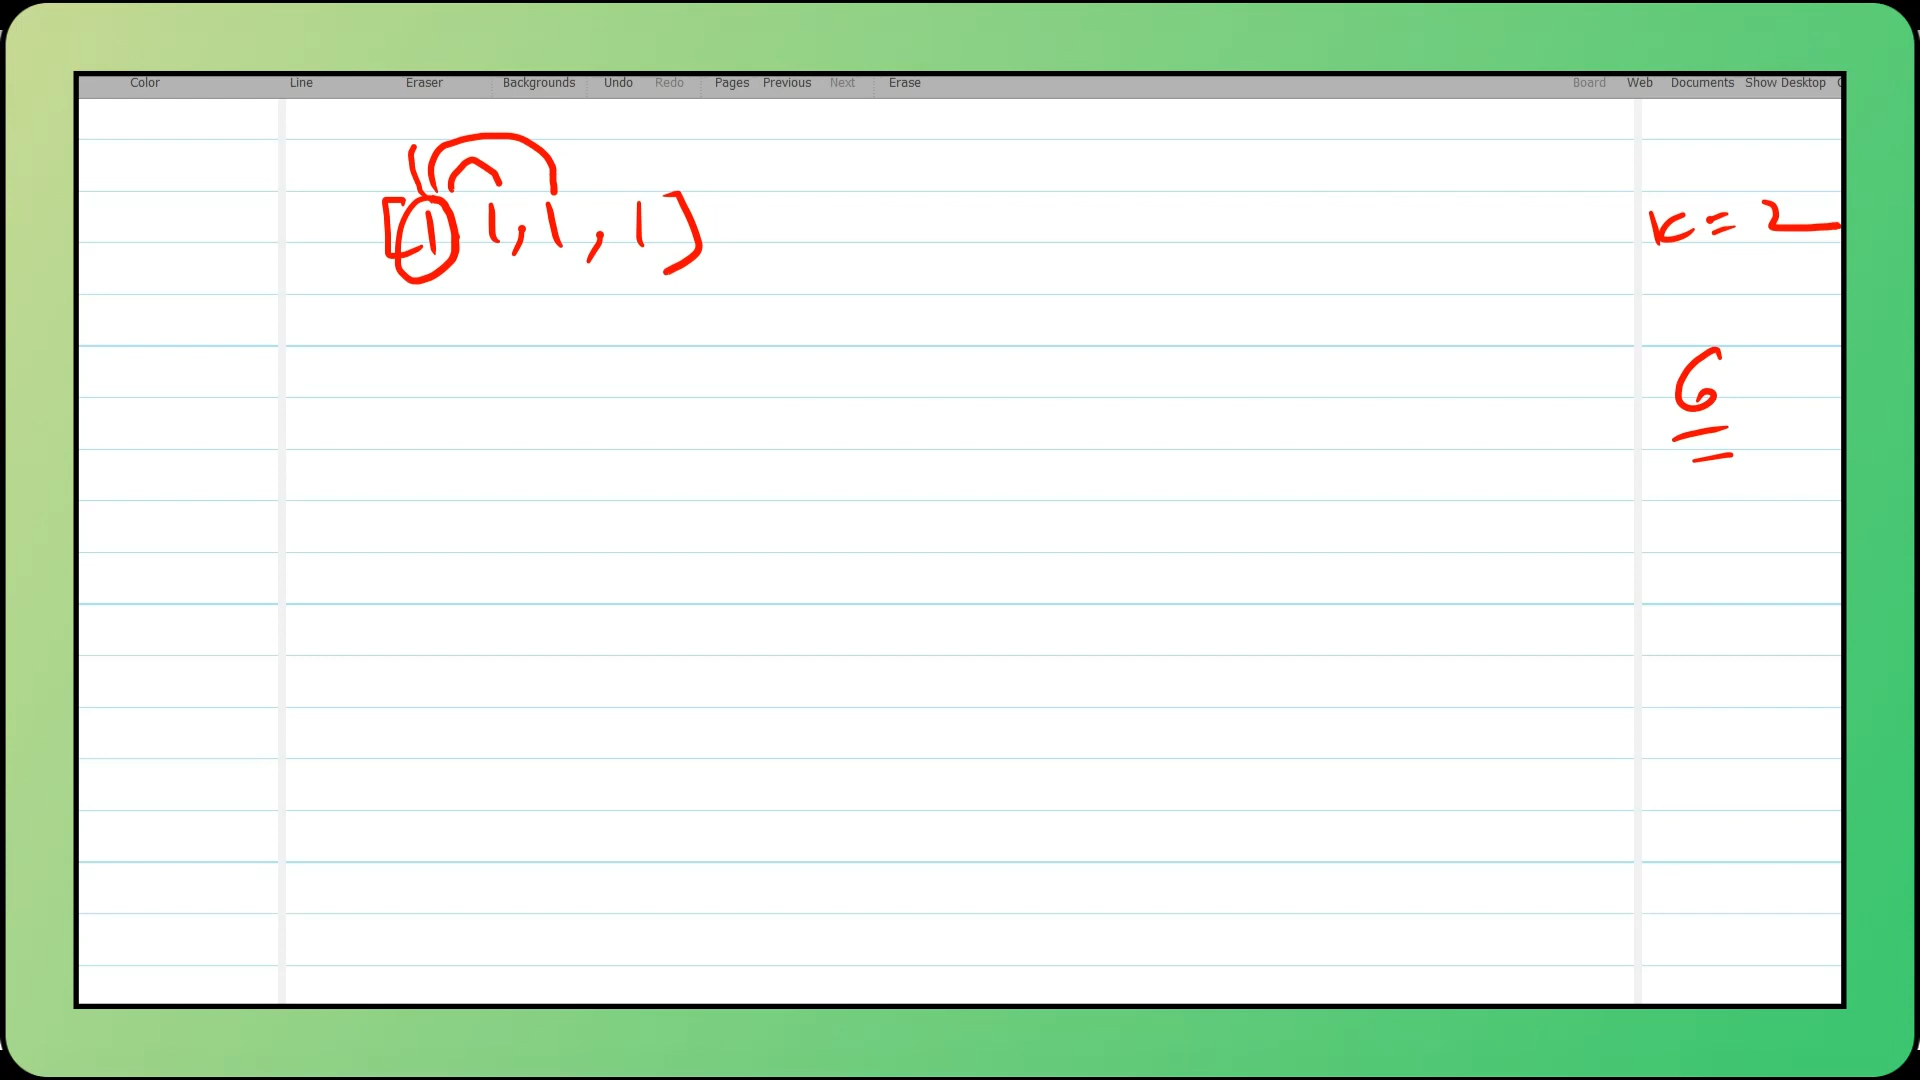 Color Line Eraser Backgrounds Undo Redo Pages Previous Next Erase Board Web Documents Show Desktop
[1 1, 1, 1] k = 2
6